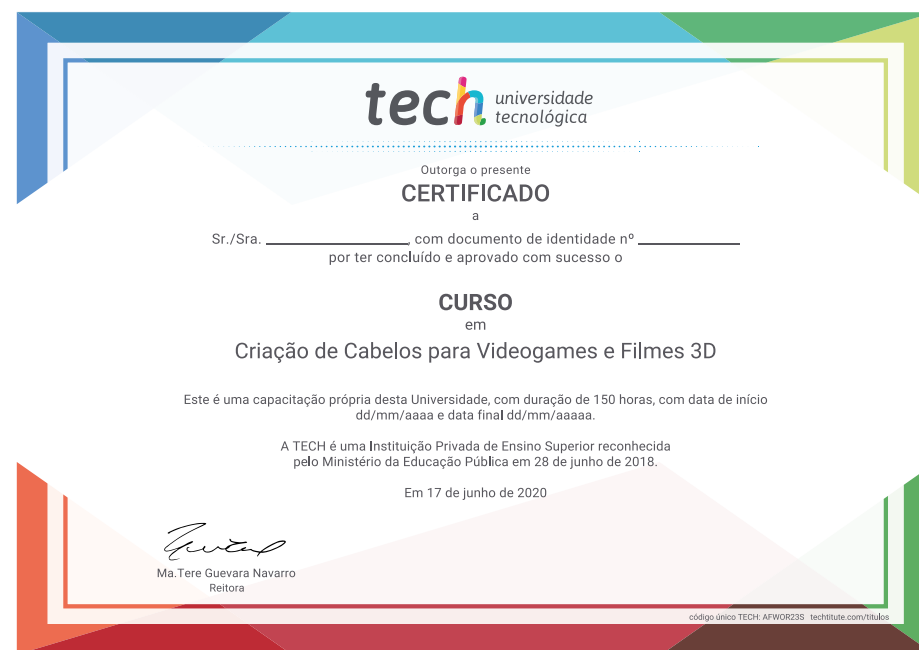 tech universidade
tecnológica
Outorga o presente
CERTIFICADO
a
Sr./Sra. ____________, com documento de identidade nº ____________
por ter concluído e aprovado com sucesso o
CURSO
em
Criação de Cabelos para Videogames e Filmes 3D
Este é uma capacitação própria desta Universidade, com duração de 150 horas, com data de início
dd/mm/aaaa e data final dd/mm/aaaaa.
A TECH é uma Instituição Privada de Ensino Superior reconhecida
pelo Ministério da Educação Pública em 28 de junho de 2018.
Em 17 de junho de 2020
Ma.Tere Guevara Navarro
Reitora
código único TECH: AFWOR23S techtitute.com/titulos